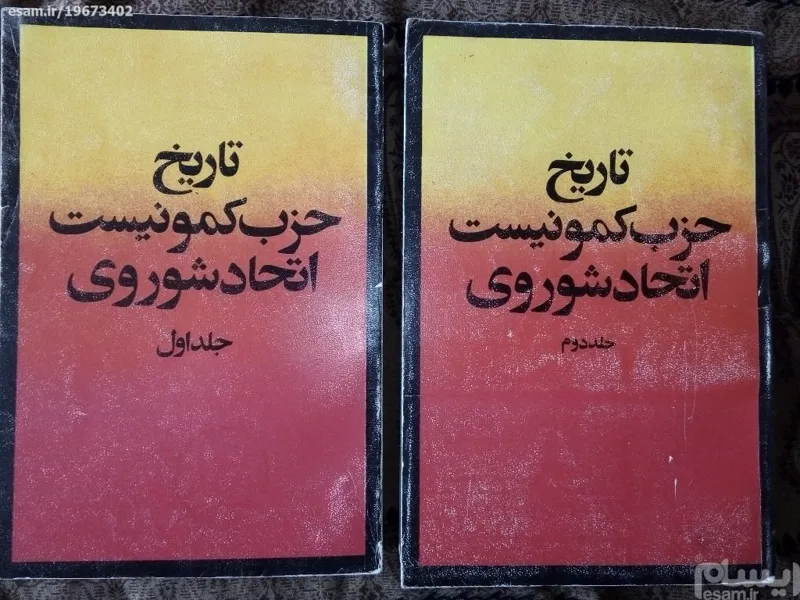 esam.ir/19673402
تاریخ
حزب کمونیست
اتحاد شوروی
جلد اول
تاریخ
حزب کمونیست
اتحاد شوروی
جلد دوم
ایسام
esam.ir